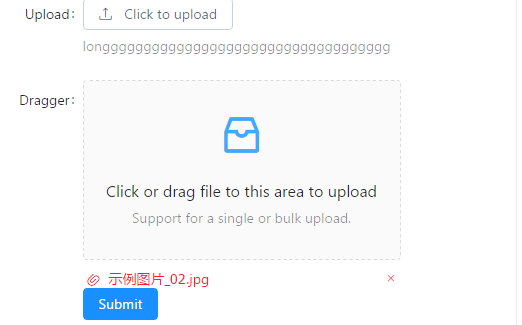 Upload:
Click to upload
longggggggggggggggggggggggggggggggggggg
Dragger:
Click or drag file to this area to upload
Support for a single or bulk upload.
示例图片_02.jpg
Submit